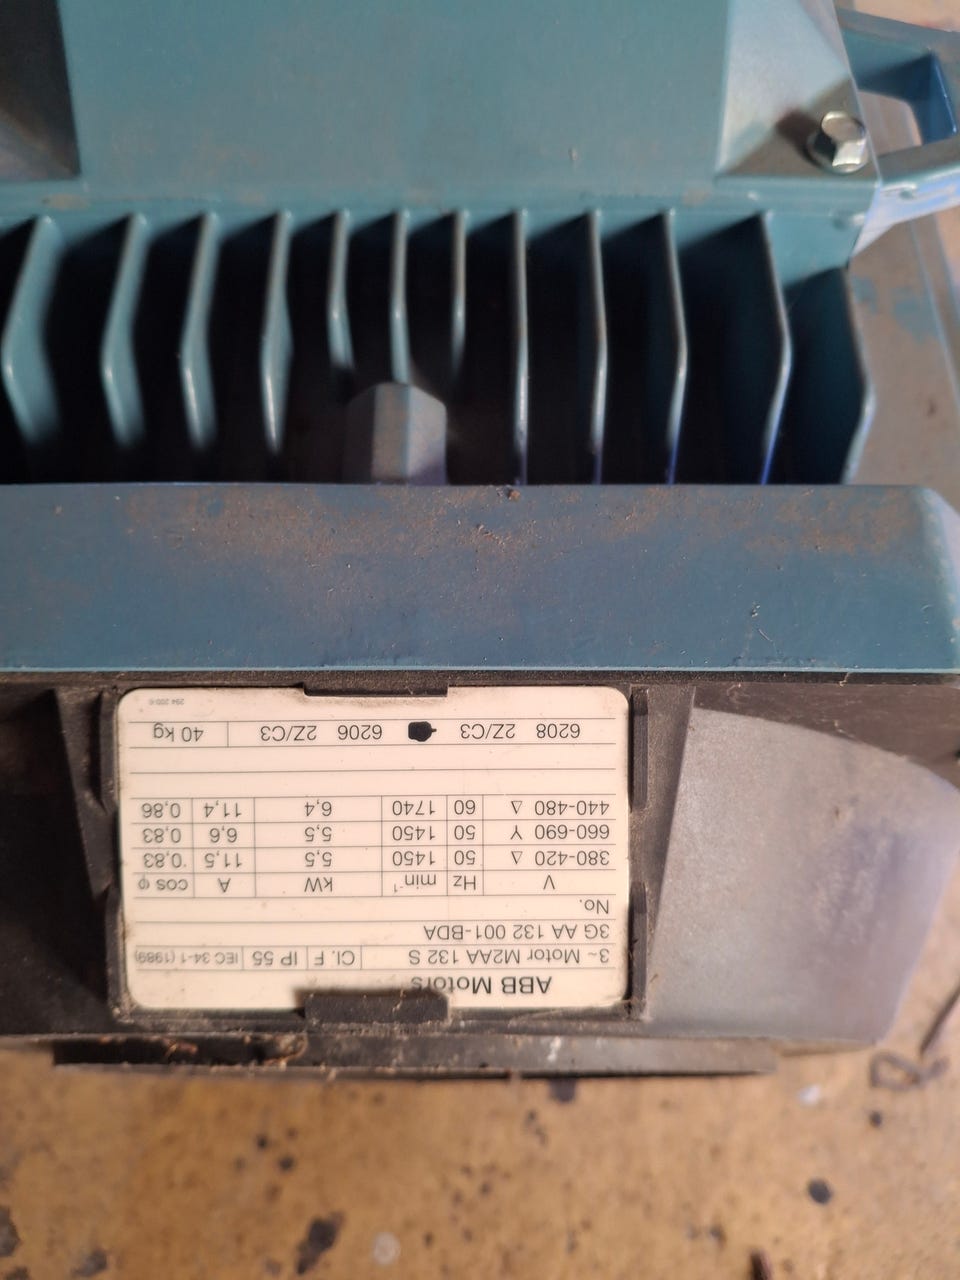 ABB Motors
3~ Motor M2AA 132 S Cl. F IP 55 IEC 34-1 (1989)
3G AA 132 001-BDA
No.
V Hz min⁻¹ kW A cos φ
380-420 Δ 50 1450 5,5 11,5 0,83
660-690 Y 50 1450 5,5 6,6 0,83
440-480 Δ 60 1740 6,4 11,4 0,86
6208 2Z/C3 6206 2Z/C3 40 kg